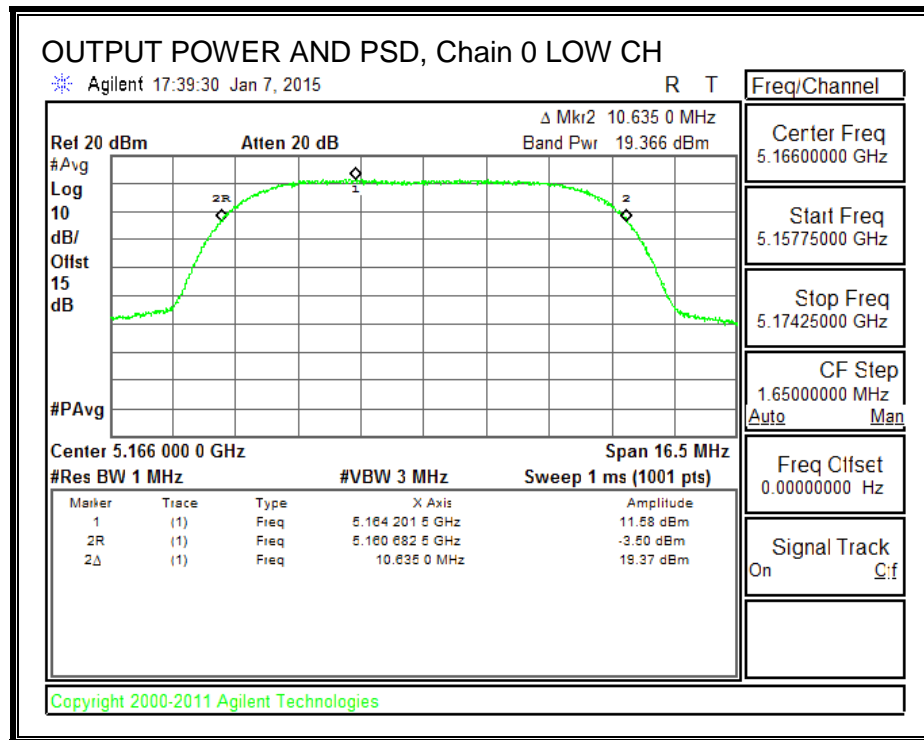 OUTPUT POWER AND PSD, Chain 0 LOW CH
Agilent 17:39:30 Jan 7, 2015 R T
Δ Mkr2 10.635 0 MHz
Ref 20 dBm Atten 20 dB Band Pwr 19.366 dBm
#Avg
Log
10
dB/
Offst
15
dB
2R
1
2
#PAvg
Center 5.166 000 0 GHz Span 16.5 MHz
#Res BW 1 MHz #VBW 3 MHz Sweep 1 ms (1001 pts)
Marker Trace Type X Axis Amplitude
1 (1) Freq 5.164 201 5 GHz 11.58 dBm
2R (1) Freq 5.160 682 5 GHz -3.50 dBm
2Δ (1) Freq 10.635 0 MHz 19.37 dBm
Freq/Channel
Center Freq
5.16600000 GHz
Start Freq
5.15775000 GHz
Stop Freq
5.17425000 GHz
CF Step
1.65000000 MHz
Auto Man
Freq Offset
0.00000000 Hz
Signal Track
On Off
Copyright 2000-2011 Agilent Technologies